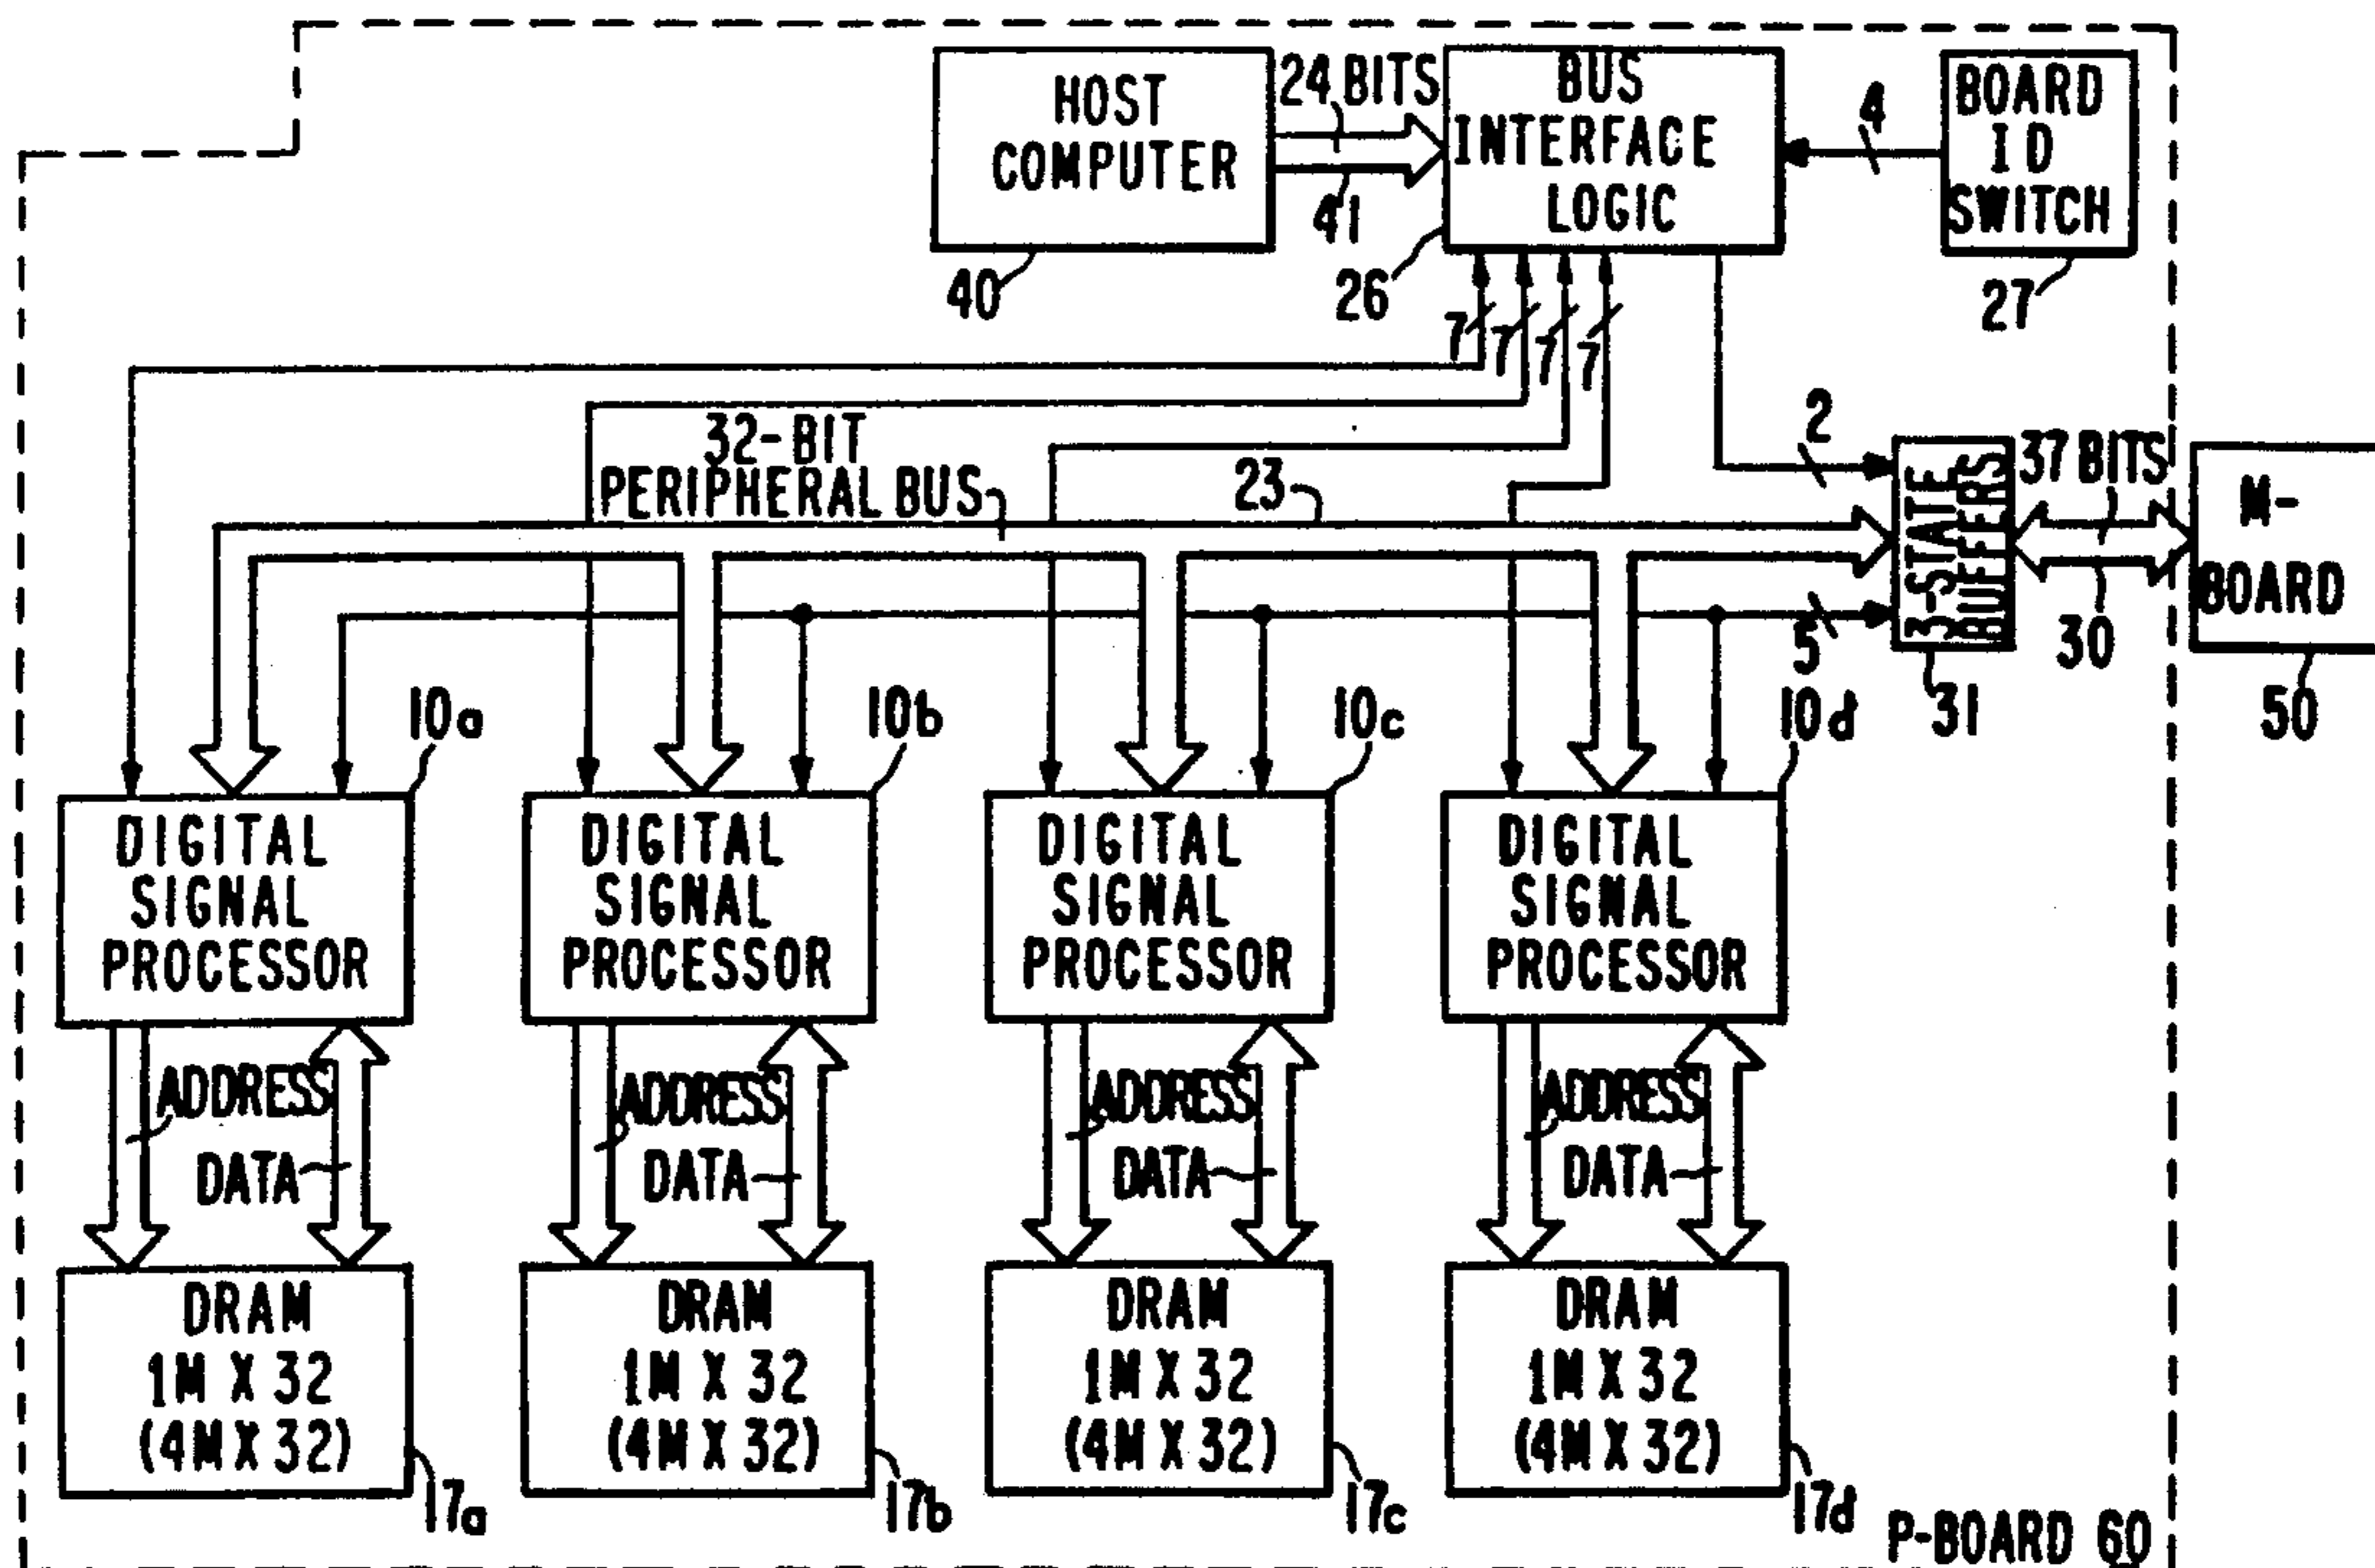 HOST
COMPUTER
40
24 BITS
41
BUS
INTERFACE
LOGIC
26
4
BOARD
ID
SWITCH
27
7
7
7
7
32-BIT
PERIPHERAL BUS
23
2
3-STATE
BUFFERS
31
5
37 BITS
30
M-
BOARD
50
10a
10b
10c
10d
DIGITAL
SIGNAL
PROCESSOR
DIGITAL
SIGNAL
PROCESSOR
DIGITAL
SIGNAL
PROCESSOR
DIGITAL
SIGNAL
PROCESSOR
ADDRESS
DATA
ADDRESS
DATA
ADDRESS
DATA
ADDRESS
DATA
DRAM
1M X 32
(4M X 32)
17a
DRAM
1M X 32
(4M X 32)
17b
DRAM
1M X 32
(4M X 32)
17c
DRAM
1M X 32
(4M X 32)
17d
P-BOARD 60